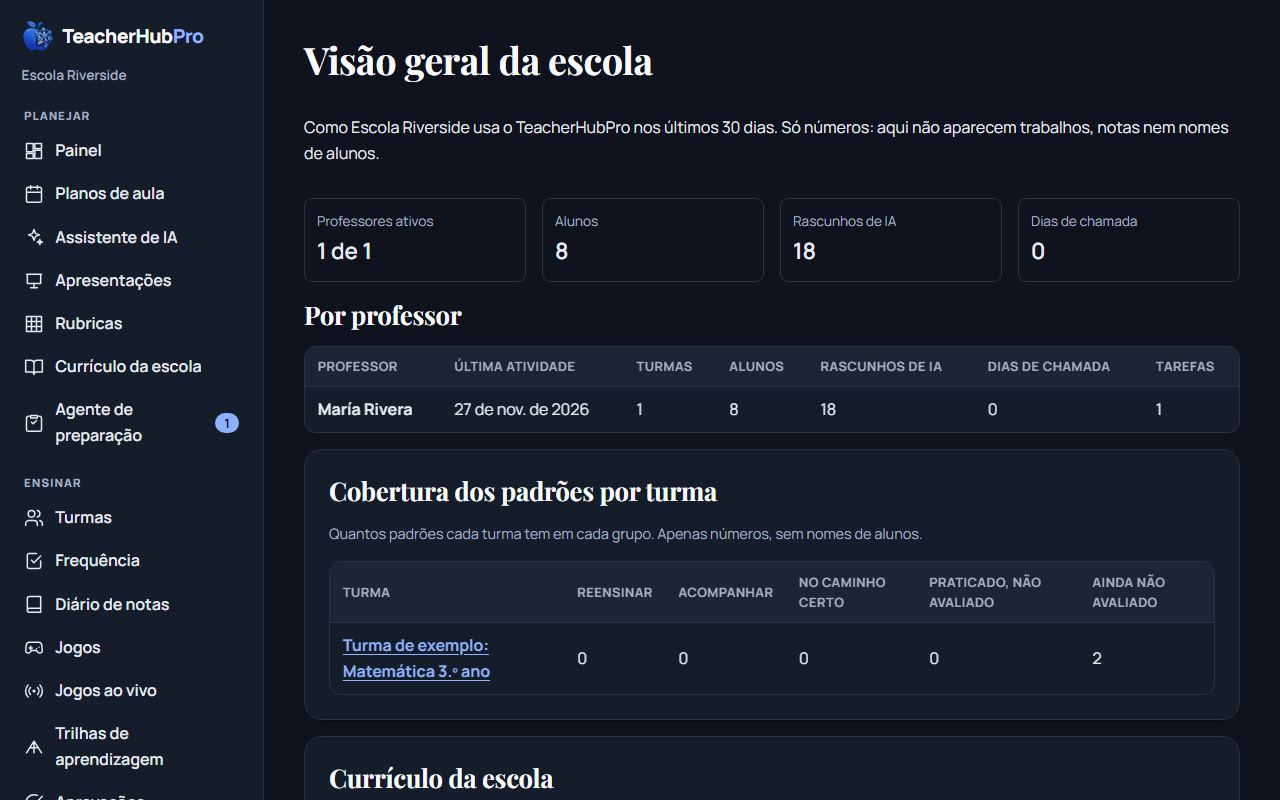 TeacherHubPro
Escola Riverside
PLANEJAR
Painel
Planos de aula
Assistente de IA
Apresentações
Rubricas
Currículo da escola
Agente de
preparação
1
ENSINAR
Turmas
Frequência
Diário de notas
Jogos
Jogos ao vivo
Trilhas de
aprendizagem
Visão geral da escola
Como Escola Riverside usa o TeacherHubPro nos últimos 30 dias. Só números: aqui não aparecem trabalhos, notas nem nomes
de alunos.
Professores ativos
1 de 1
Alunos
8
Rascunhos de IA
18
Dias de chamada
0
Por professor
PROFESSOR ÚLTIMA ATIVIDADE TURMAS ALUNOS RASCUNHOS DE IA DIAS DE CHAMADA TAREFAS
María Rivera 27 de nov. de 2026 1 8 18 0 1
Cobertura dos padrões por turma
Quantos padrões cada turma tem em cada grupo. Apenas números, sem nomes de alunos.
TURMA REENSINAR ACOMPANHAR NO CAMINHO CERTO PRATICADO, NÃO AVALIADO AINDA NÃO AVALIADO
Turma de exemplo:
Matemática 3.º ano
0 0 0 0 2
Currículo da escola